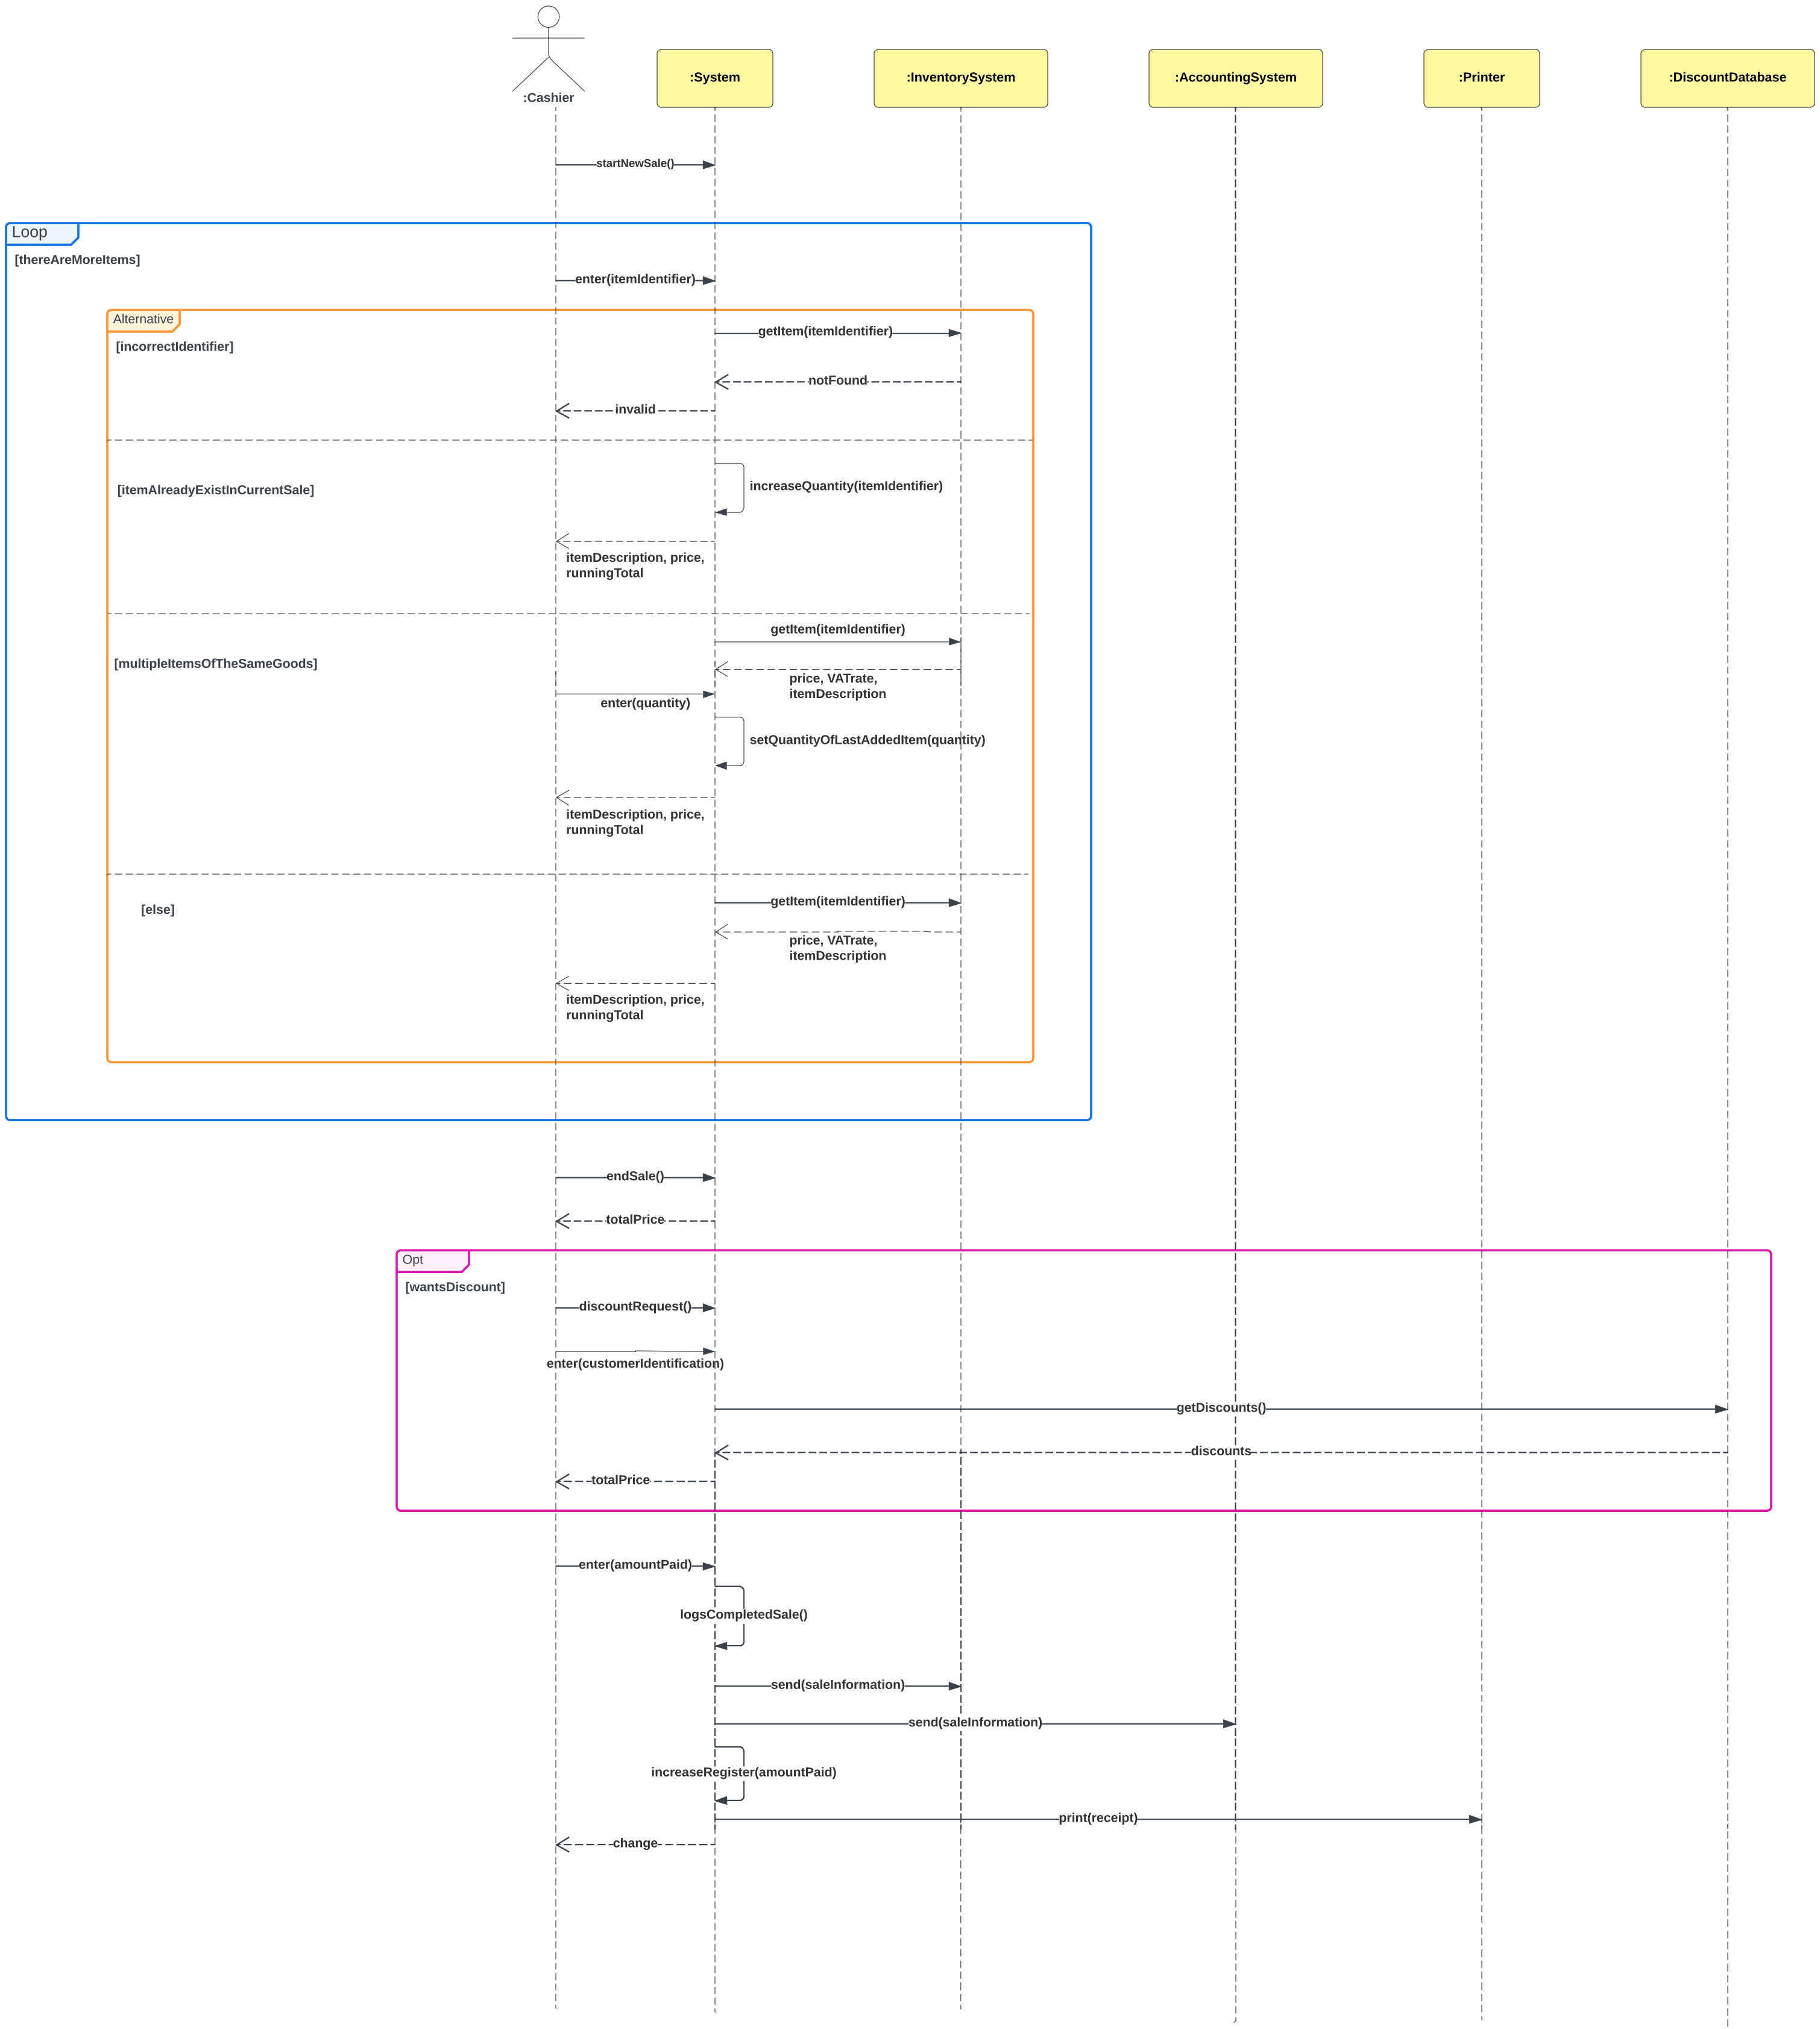 :Cashier
:System
:InventorySystem
:AccountingSystem
:Printer
:DiscountDatabase
startNewSale()
Loop
[thereAreMoreItems]
enter(itemIdentifier)
Alternative
[incorrectIdentifier]
getItem(itemIdentifier)
notFound
invalid
[itemAlreadyExistInCurrentSale]
increaseQuantity(itemIdentifier)
itemDescription, price,
runningTotal
getItem(itemIdentifier)
[multipleItemsOfTheSameGoods]
price, VATrate,
itemDescription
enter(quantity)
setQuantityOfLastAddedItem(quantity)
itemDescription, price,
runningTotal
getItem(itemIdentifier)
[else]
price, VATrate,
itemDescription
itemDescription, price,
runningTotal
endSale()
totalPrice
Opt
[wantsDiscount]
discountRequest()
enter(customerIdentification)
getDiscounts()
discounts
totalPrice
enter(amountPaid)
logsCompletedSale()
send(saleInformation)
send(saleInformation)
increaseRegister(amountPaid)
print(receipt)
change